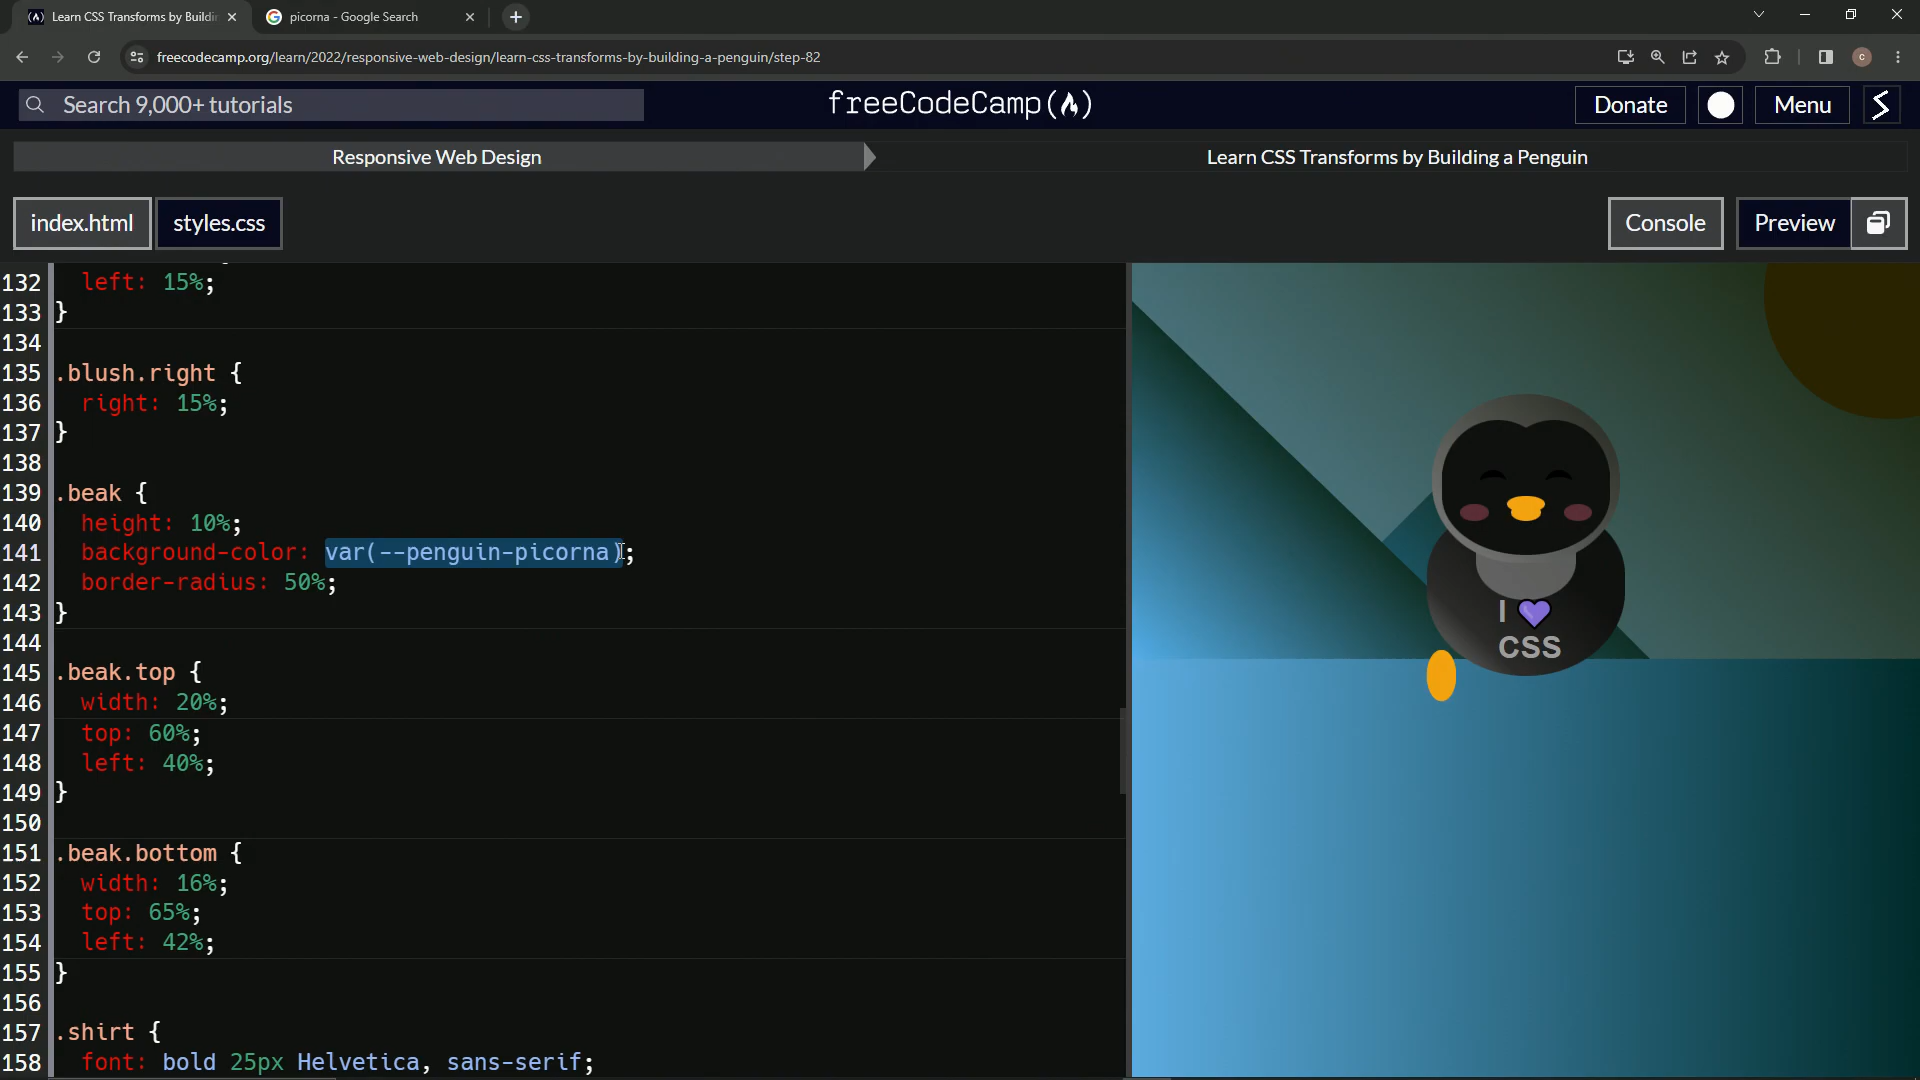 Learn CSS Transforms by Buildin
picorna - Google Search
freecodecamp.org/learn/2022/responsive-web-design/learn-css-transforms-by-building-a-penguin/step-82
C
Search 9,000+ tutorials
freeCodeCamp(🔥)
Donate
Menu
Responsive Web Design
Learn CSS Transforms by Building a Penguin
index.html
styles.css
Console
Preview
132   left: 15%;
133 }
134
135 .blush.right {
136   right: 15%;
137 }
138
139 .beak {
140   height: 10%;
141   background-color: var(--penguin-picorna);
142   border-radius: 50%;
143 }
144
145 .beak.top {
146   width: 20%;
147   top: 60%;
148   left: 40%;
149 }
150
151 .beak.bottom {
152   width: 16%;
153   top: 65%;
154   left: 42%;
155 }
156
157 .shirt {
158   font: bold 25px Helvetica, sans-serif;
I 💜
CSS